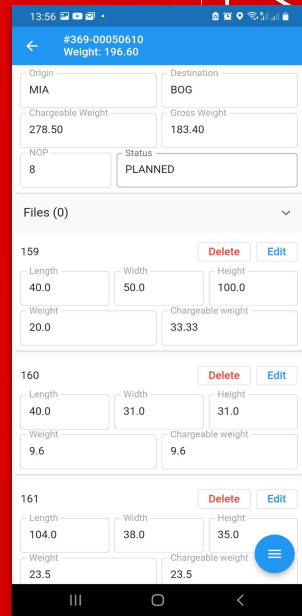 13:56
#369-00050610
Weight: 196.60
Origin
MIA
Destination
BOG
Chargeable Weight
278.50
Gross Weight
183.40
NOP
8
Status
PLANNED
Files (0)
159
Delete
Edit
Length
40.0
Width
50.0
Height
100.0
Weight
20.0
Chargeable weight
33.33
160
Delete
Edit
Length
40.0
Width
31.0
Height
31.0
Weight
9.6
Chargeable weight
9.6
161
Delete
Edit
Length
104.0
Width
38.0
Height
35.0
Weight
23.5
Chargeable weight
23.5